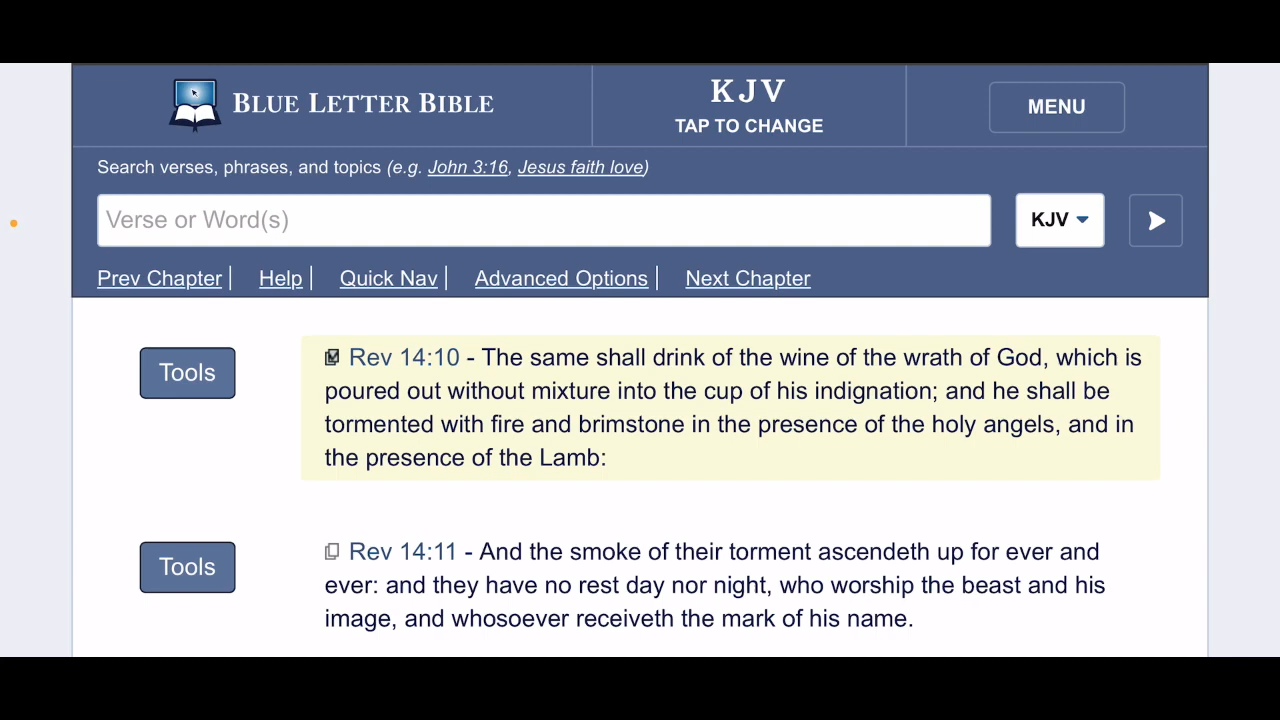 BLUE LETTER BIBLE
KJV
TAP TO CHANGE
MENU
Search verses, phrases, and topics (e.g. John 3:16, Jesus faith love)
Verse or Word(s)
KJV
Prev Chapter | Help | Quick Nav | Advanced Options | Next Chapter
Tools
Rev 14:10 - The same shall drink of the wine of the wrath of God, which is
poured out without mixture into the cup of his indignation; and he shall be
tormented with fire and brimstone in the presence of the holy angels, and in
the presence of the Lamb:
Tools
Rev 14:11 - And the smoke of their torment ascendeth up for ever and
ever: and they have no rest day nor night, who worship the beast and his
image, and whosoever receiveth the mark of his name.